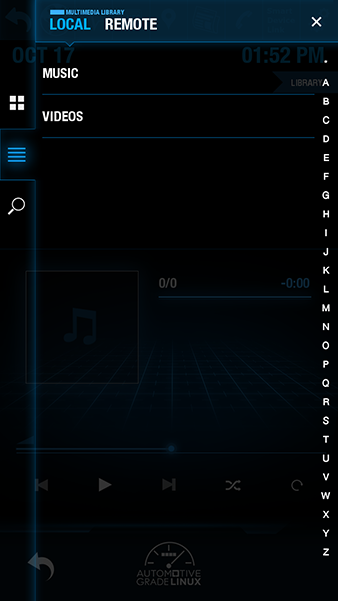 MULTIMEDIA LIBRARY
LOCAL REMOTE
OCT 17 01:52 PM
MUSIC
LIBRARY
VIDEOS
*
A
B
C
D
E
F
G
H
I
J
K
L
M
N
O
P
Q
R
S
T
U
V
W
X
Y
Z
0/0 -0:00
AUTOMOTIVE
GRADE LINUX